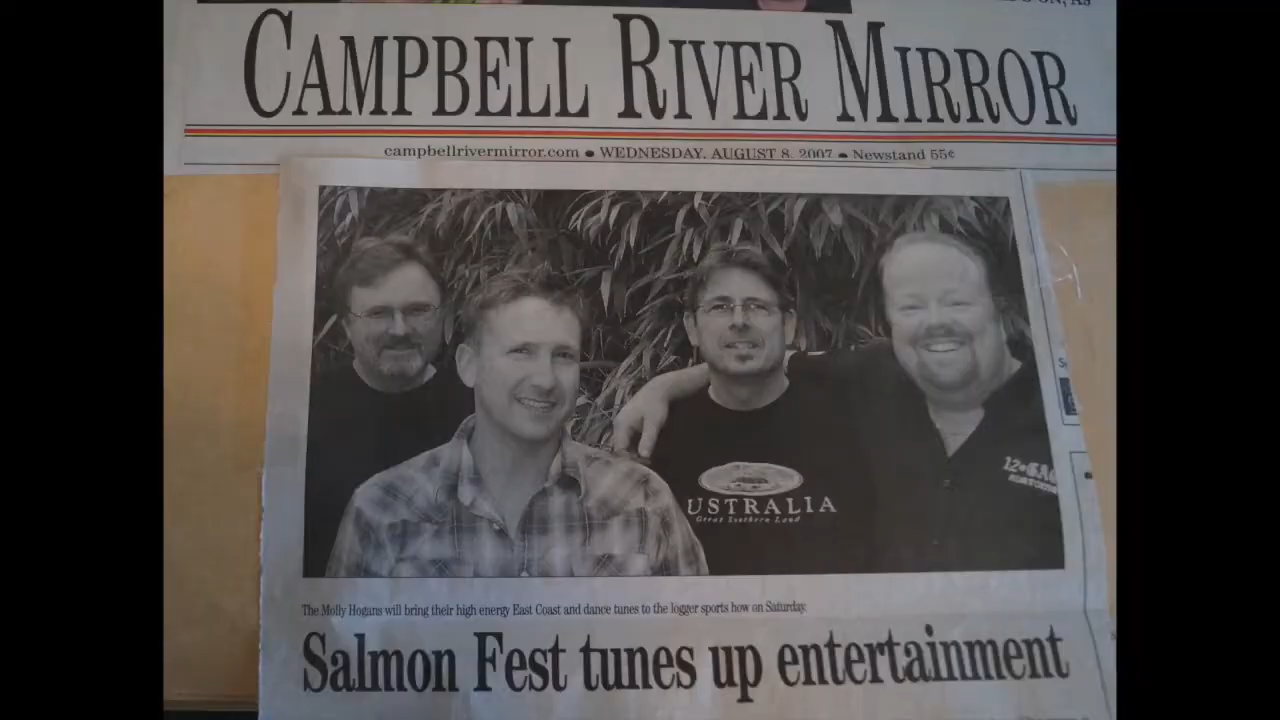 CAMPBELL RIVER MIRROR
campbellrivermirror.com ● WEDNESDAY, AUGUST 8, 2007 ● Newstand 55¢
USTRALIA
Great Southern Land
The Molly Hogans will bring their high energy East Coast and dance tunes to the logger sports how on Saturday.
Salmon Fest tunes up entertainment